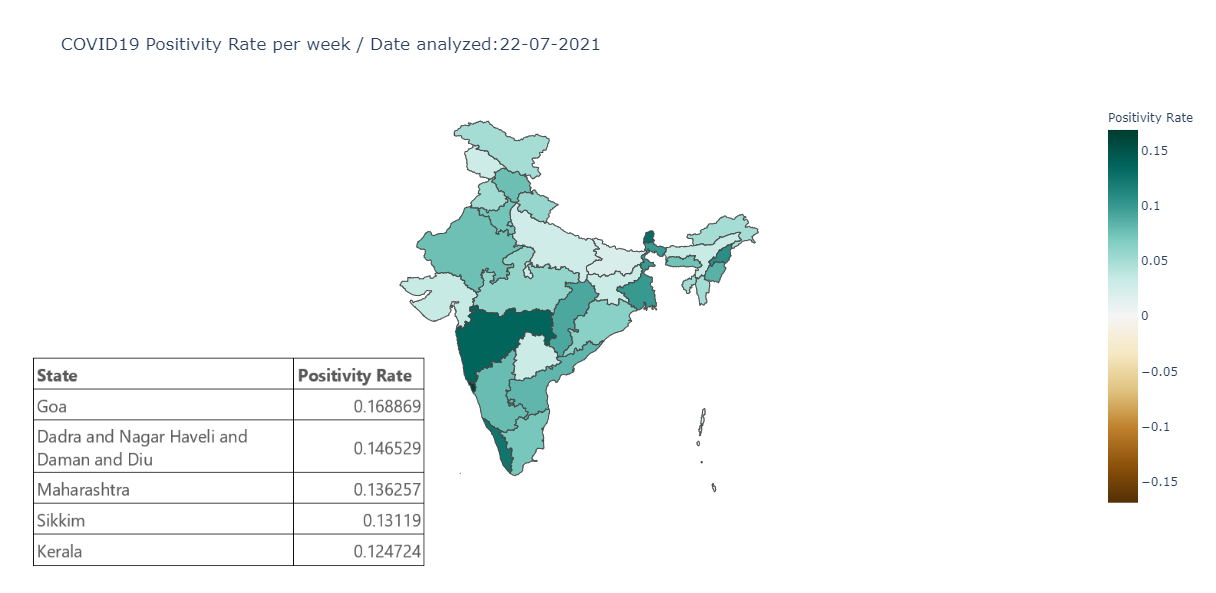 COVID19 Positivity Rate per week / Date analyzed:22-07-2021
Positivity Rate
0.15
0.1
0.05
0
−0.05
−0.1
−0.15
State Positivity Rate
Goa 0.168869
Dadra and Nagar Haveli and
Daman and Diu 0.146529
Maharashtra 0.136257
Sikkim 0.13119
Kerala 0.124724